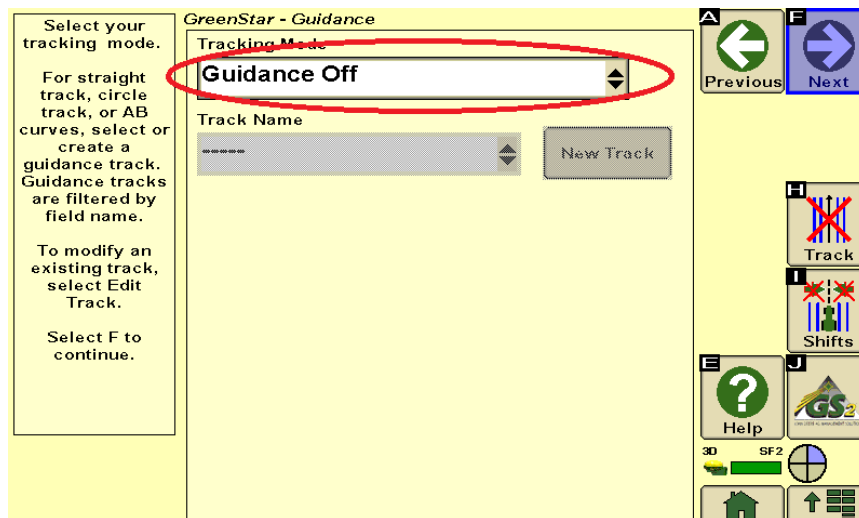 Select your
tracking mode.
For straight
track, circle
track, or AB
curves, select or
create a
guidance track.
Guidance tracks
are filtered by
field name.
To modify an
existing track,
select Edit
Track.
Select F to
continue.
GreenStar - Guidance
Tracking Mode
Guidance Off
Track Name
-----
New Track
A
Previous
F
Next
H
Track
I
Shifts
E
Help
J
GS2
3D SF2